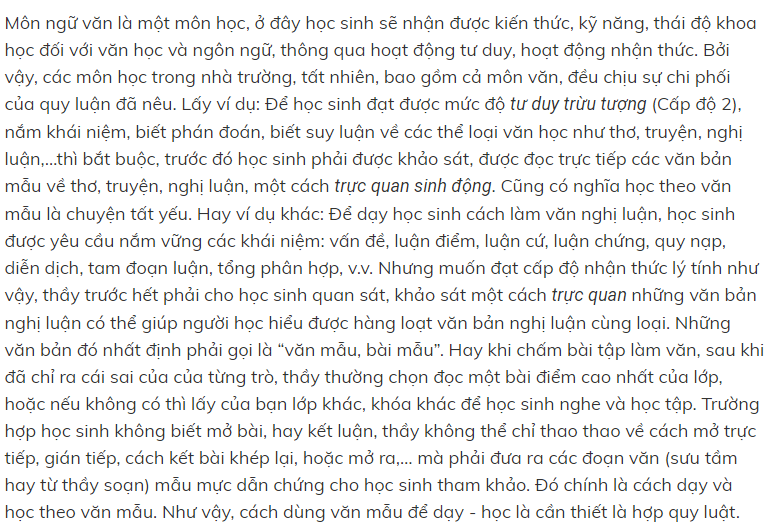 Môn ngữ văn là một môn học, ở đây học sinh sẽ nhận được kiến thức, kỹ năng, thái độ khoa
học đối với văn học và ngôn ngữ, thông qua hoạt động tư duy, hoạt động nhận thức. Bởi
vậy, các môn học trong nhà trường, tất nhiên, bao gồm cả môn văn, đều chịu sự chi phối
của quy luật đã nêu. Lấy ví dụ: Để học sinh đạt được mức độ tư duy trừu tượng (Cấp độ 2),
nắm khái niệm, biết phán đoán, biết suy luận về các thể loại văn học như thơ, truyện, nghị
luận,...thì bắt buộc, trước đó học sinh phải được khảo sát, được đọc trực tiếp các văn bản
mẫu về thơ, truyện, nghị luận, một cách trực quan sinh động. Cũng có nghĩa học theo văn
mẫu là chuyện tất yếu. Hay ví dụ khác: Để dạy học sinh cách làm văn nghị luận, học sinh
được yêu cầu nắm vững các khái niệm: vấn đề, luận điểm, luận cứ, luận chứng, quy nạp,
diễn dịch, tam đoạn luận, tổng phân hợp, v.v. Nhưng muốn đạt cấp độ nhận thức lý tính như
vậy, thầy trước hết phải cho học sinh quan sát, khảo sát một cách trực quan những văn bản
nghị luận có thể giúp người học hiểu được hàng loạt văn bản nghị luận cùng loại. Những
văn bản đó nhất định phải gọi là “văn mẫu, bài mẫu”. Hay khi chấm bài tập làm văn, sau khi
đã chỉ ra cái sai của của từng trò, thầy thường chọn đọc một bài điểm cao nhất của lớp,
hoặc nếu không có thì lấy của bạn lớp khác, khóa khác để học sinh nghe và học tập. Trường
hợp học sinh không biết mở bài, hay kết luận, thầy không thể chỉ thao thao về cách mở trực
tiếp, gián tiếp, cách kết bài khép lại, hoặc mở ra,... mà phải đưa ra các đoạn văn (sưu tầm
hay từ thầy soạn) mẫu mực dẫn chứng cho học sinh tham khảo. Đó chính là cách dạy và
học theo văn mẫu. Như vậy, cách dùng văn mẫu để dạy - học là cần thiết là hợp quy luật.